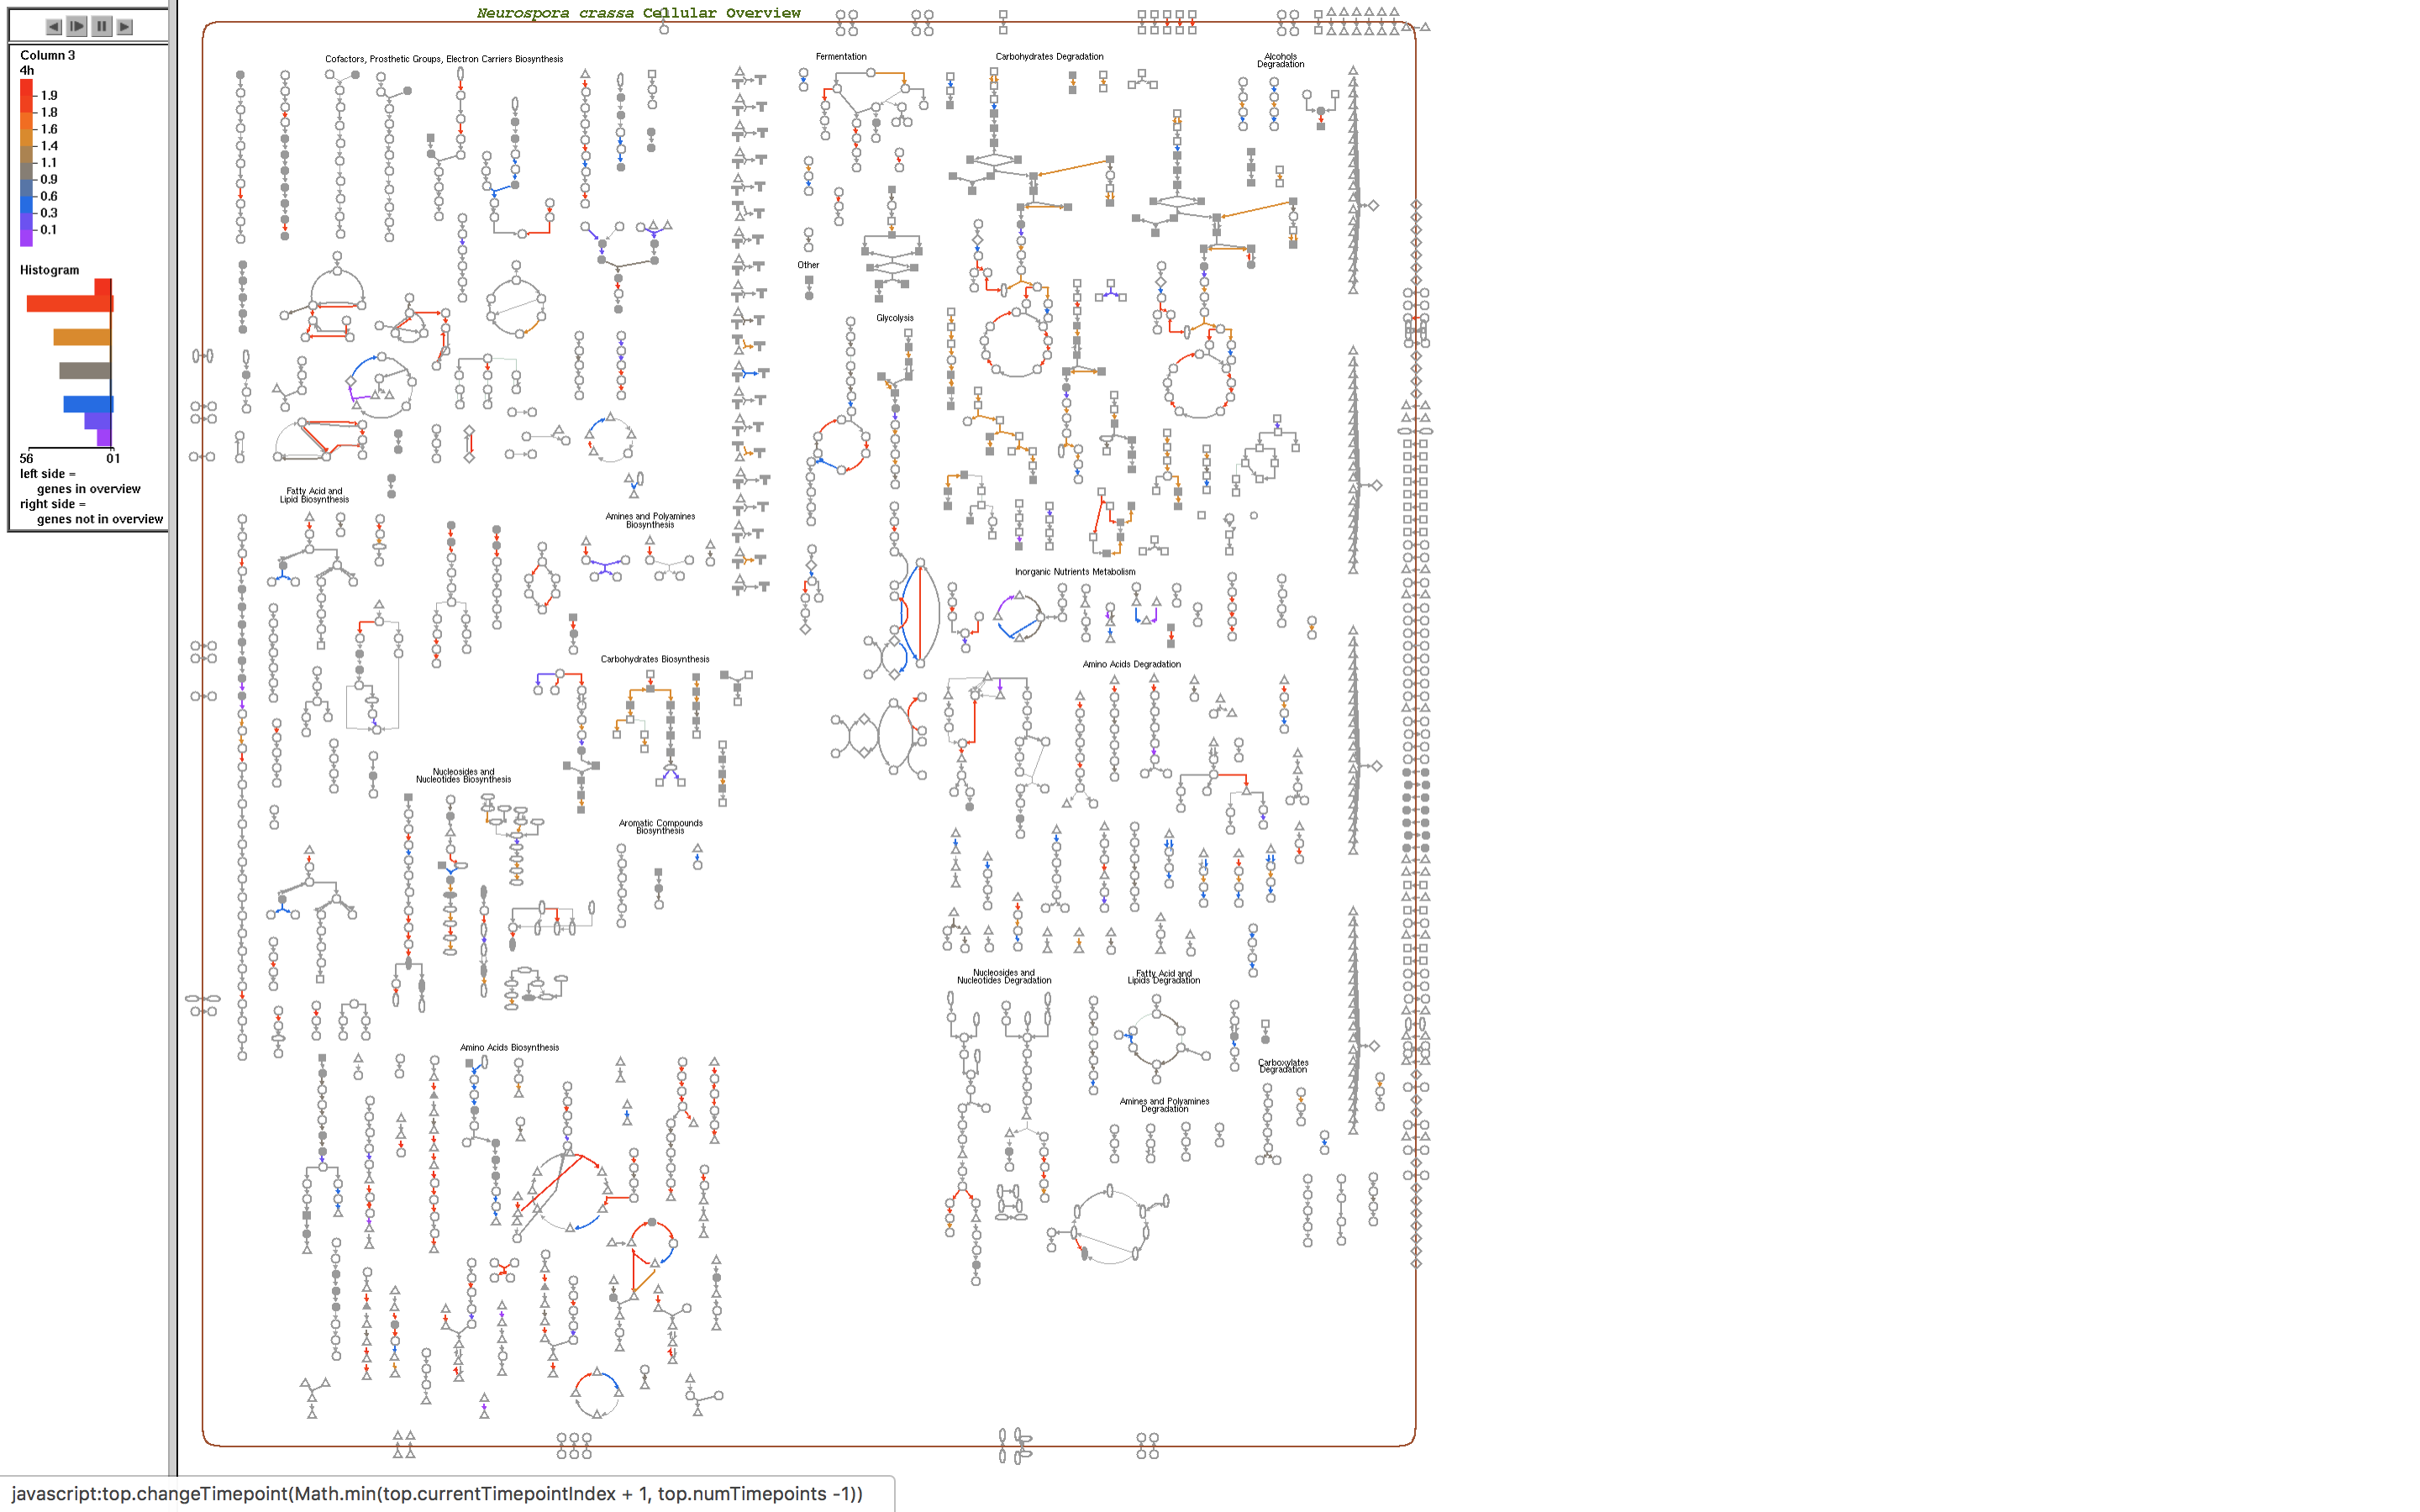 Neurospora crassa Cellular Overview
Column 3
4h
1.9
1.8
1.6
1.4
1.1
0.9
0.6
0.3
0.1
Histogram
56
0 1
left side =
genes in overview
right side =
genes not in overview
Cofactors, Prosthetic Groups, Electron Carriers Biosynthesis
Fermentation
Carbohydrates Degradation
Alcohols
Degradation
Other
Glycolysis
Fatty Acid and
Lipid Biosynthesis
Amines and Polyamines
Biosynthesis
Inorganic Nutrients Metabolism
Carbohydrates Biosynthesis
Amino Acids Degradation
Nucleosides and
Nucleotides Biosynthesis
Aromatic Compounds
Biosynthesis
Nucleosides and
Nucleotides Degradation
Fatty Acid and
Lipids Degradation
Amino Acids Biosynthesis
Carboxylates
Degradation
Amines and Polyamines
Degradation
javascript:top.changeTimepoint(Math.min(top.currentTimepointIndex + 1, top.numTimepoints -1))